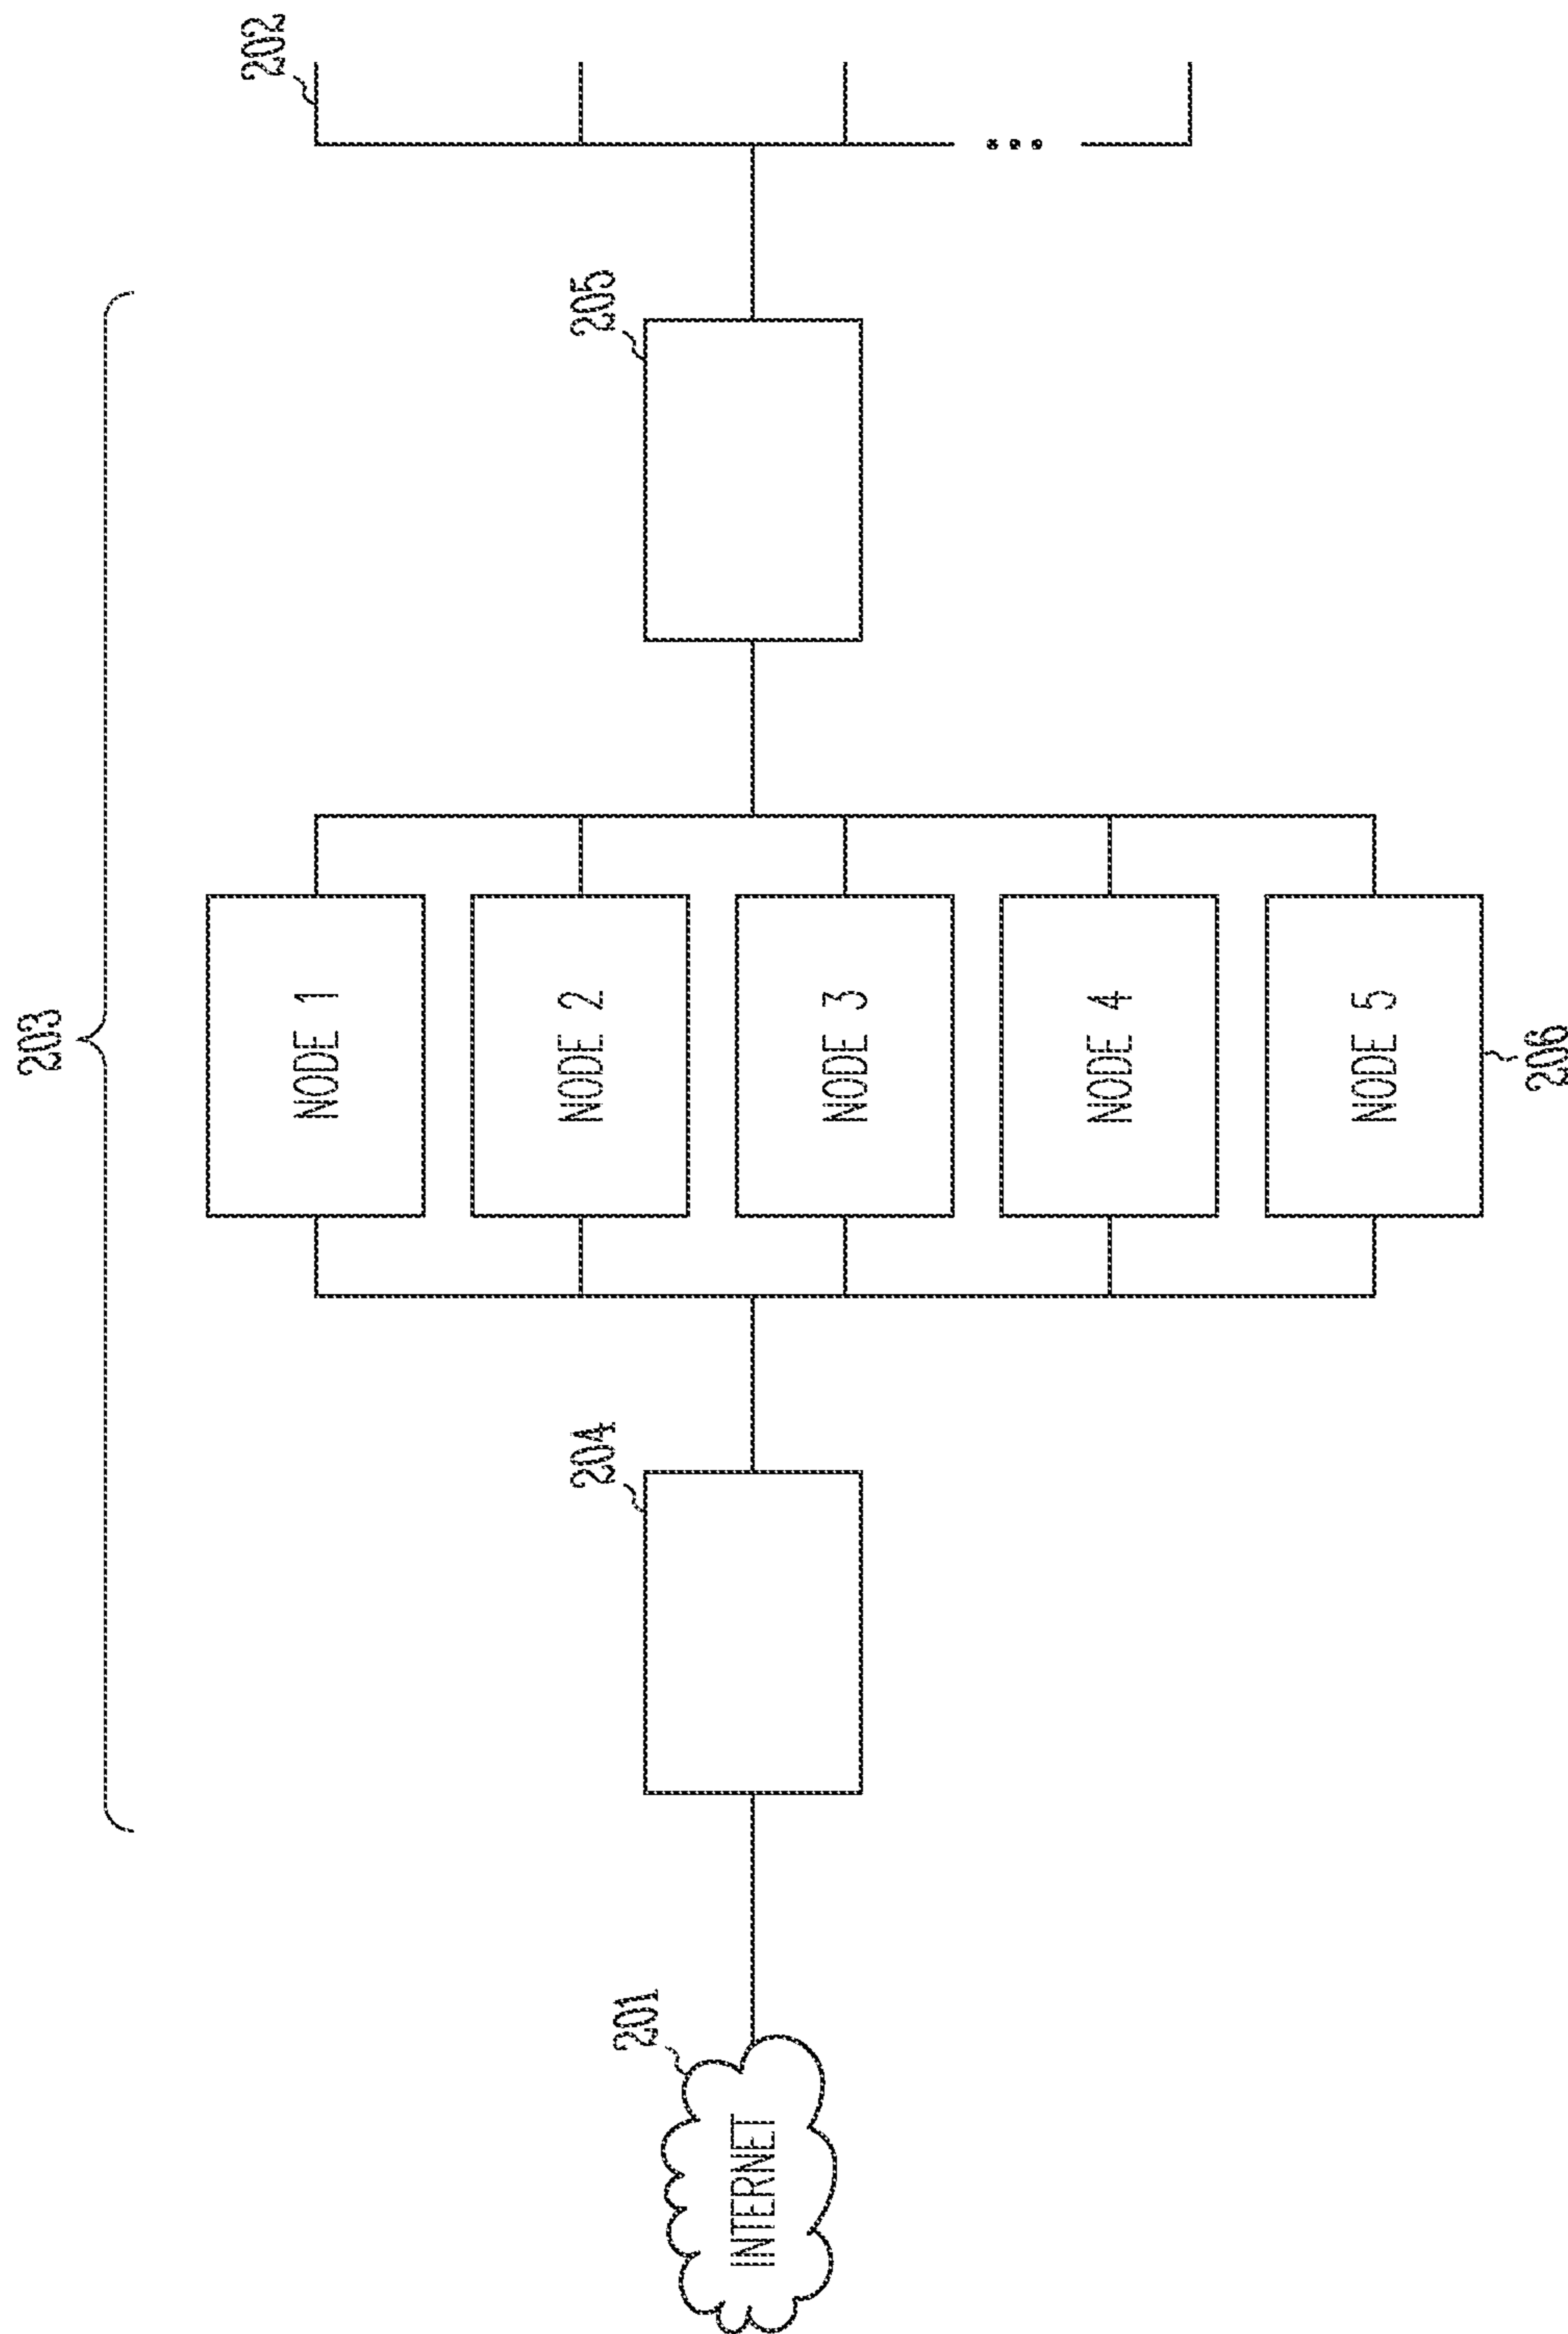 203
202
205
NODE 1
NODE 2
NODE 3
NODE 4
NODE 5
206
204
201
INTERNET